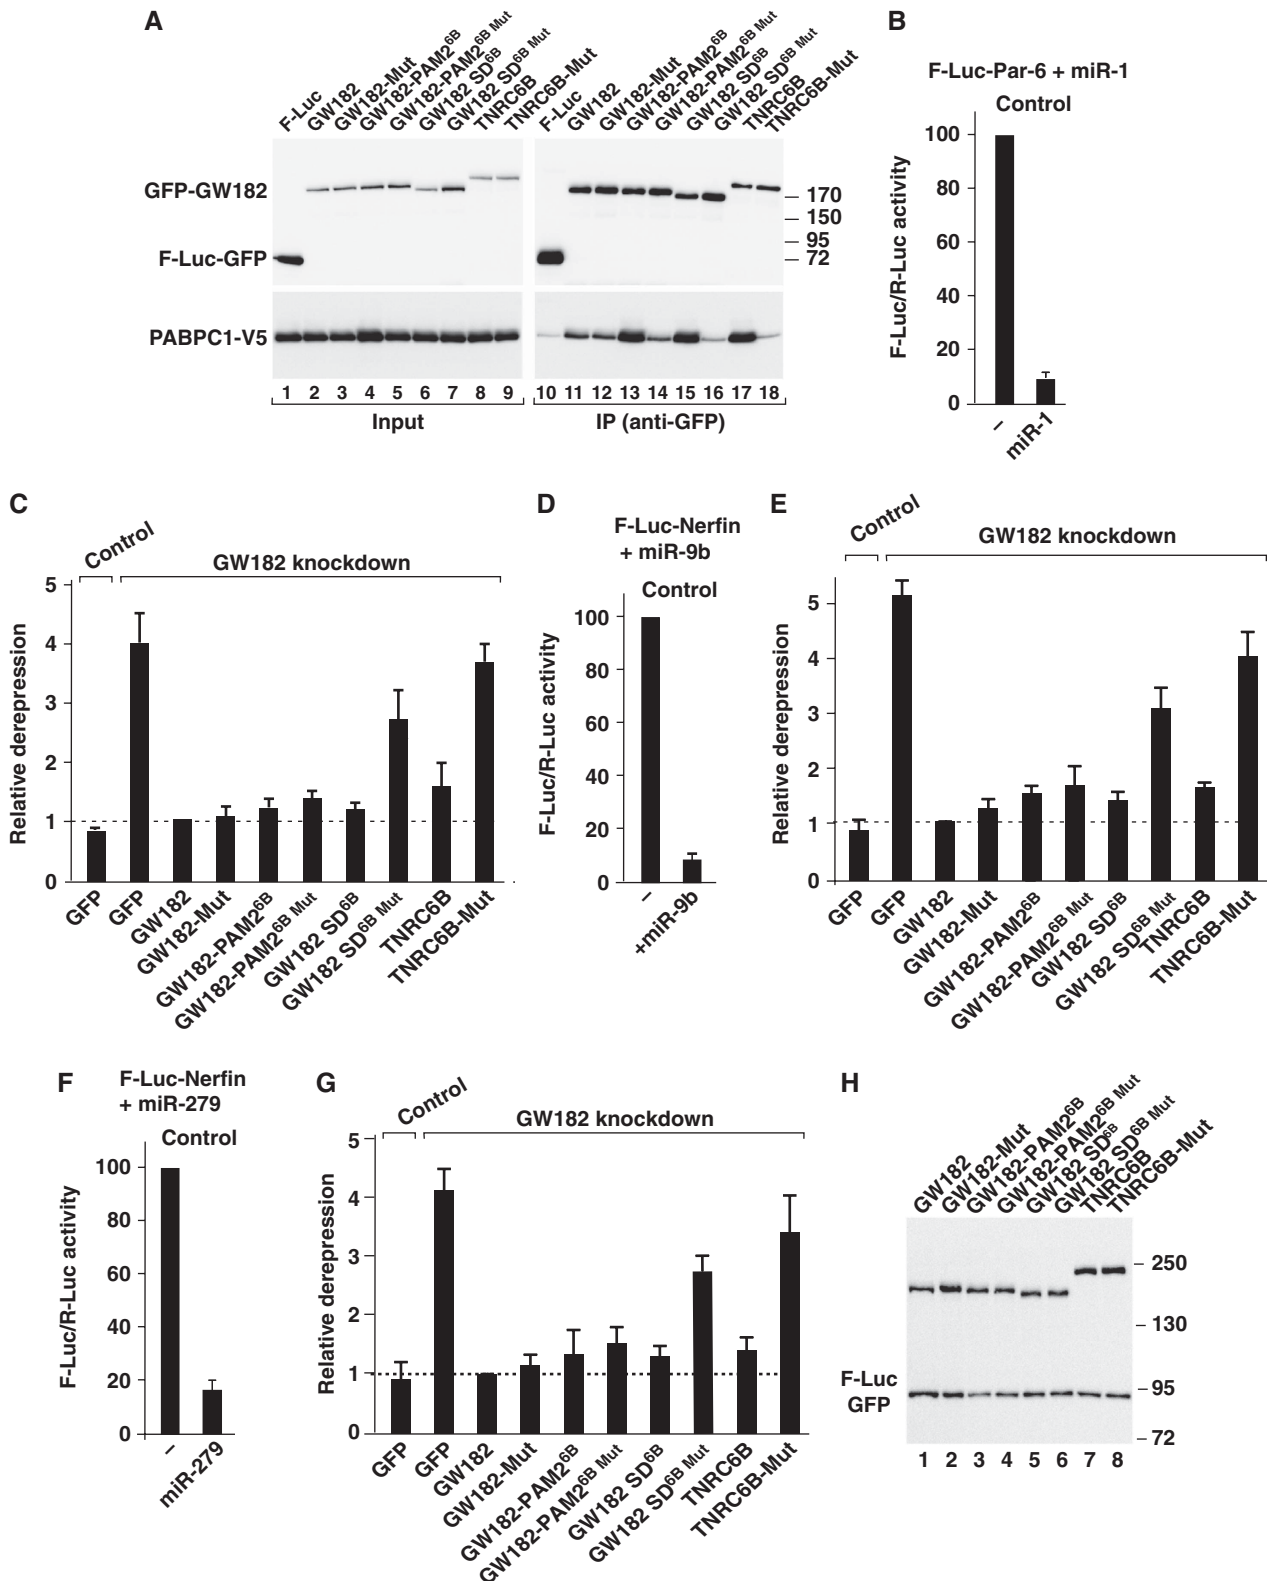 A
F-Luc
GW182
GW182-Mut
GW182-PAM2^6B
GW182-PAM2^6B Mut
GW182 SD^6B
GW182 SD^6B Mut
TNRC6B
TNRC6B-Mut
F-Luc
GW182
GW182-Mut
GW182-PAM2^6B
GW182-PAM2^6B Mut
GW182 SD^6B
GW182 SD^6B Mut
TNRC6B
TNRC6B-Mut
GFP-GW182
F-Luc-GFP
170
150
95
72
PABPC1-V5
1 2 3 4 5 6 7 8 9 10 11 12 13 14 15 16 17 18
Input IP (anti-GFP)
B
F-Luc-Par-6 + miR-1
Control
F-Luc/R-Luc activity
100
80
60
40
20
0
–
miR-1
C
Control
GW182 knockdown
Relative derepression
5
4
3
2
1
0
GFP
GFP
GW182
GW182-Mut
GW182-PAM2^6B
GW182-PAM2^6B Mut
GW182 SD^6B
GW182 SD^6B Mut
TNRC6B
TNRC6B-Mut
D
F-Luc-Nerfin
+ miR-9b
Control
F-Luc/R-Luc activity
100
80
60
40
20
0
–
+miR-9b
E
Control
GW182 knockdown
Relative derepression
5
4
3
2
1
0
GFP
GFP
GW182
GW182-Mut
GW182-PAM2^6B
GW182-PAM2^6B Mut
GW182 SD^6B
GW182 SD^6B Mut
TNRC6B
TNRC6B-Mut
F
F-Luc-Nerfin
+ miR-279
Control
F-Luc/R-Luc activity
100
80
60
40
20
0
–
miR-279
G
Control
GW182 knockdown
Relative derepression
5
4
3
2
1
0
GFP
GFP
GW182
GW182-Mut
GW182-PAM2^6B
GW182-PAM2^6B Mut
GW182 SD^6B
GW182 SD^6B Mut
TNRC6B
TNRC6B-Mut
H
GW182
GW182-Mut
GW182-PAM2^6B
GW182-PAM2^6B Mut
GW182 SD^6B
GW182 SD^6B Mut
TNRC6B
TNRC6B-Mut
250
130
95
72
F-Luc
GFP
1 2 3 4 5 6 7 8